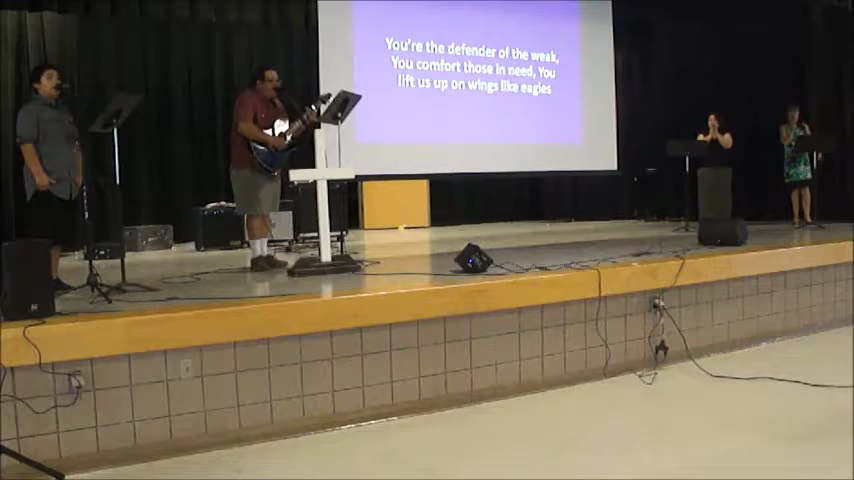 You're the defender of the weak,
You comfort those in need, You
lift us up on wings like eagles